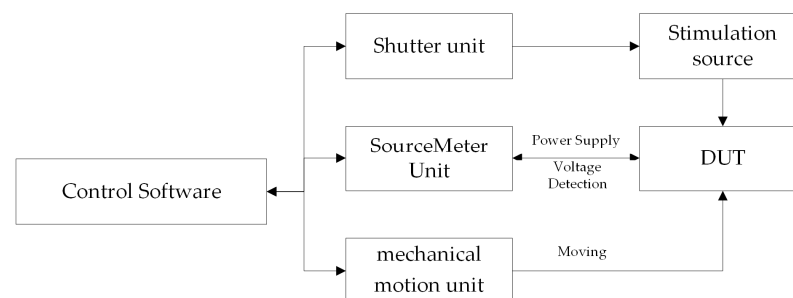 Shutter unit
Stimulation
source
Control Software
SourceMeter
Unit
Power Supply
Voltage
Detection
DUT
mechanical
motion unit
Moving